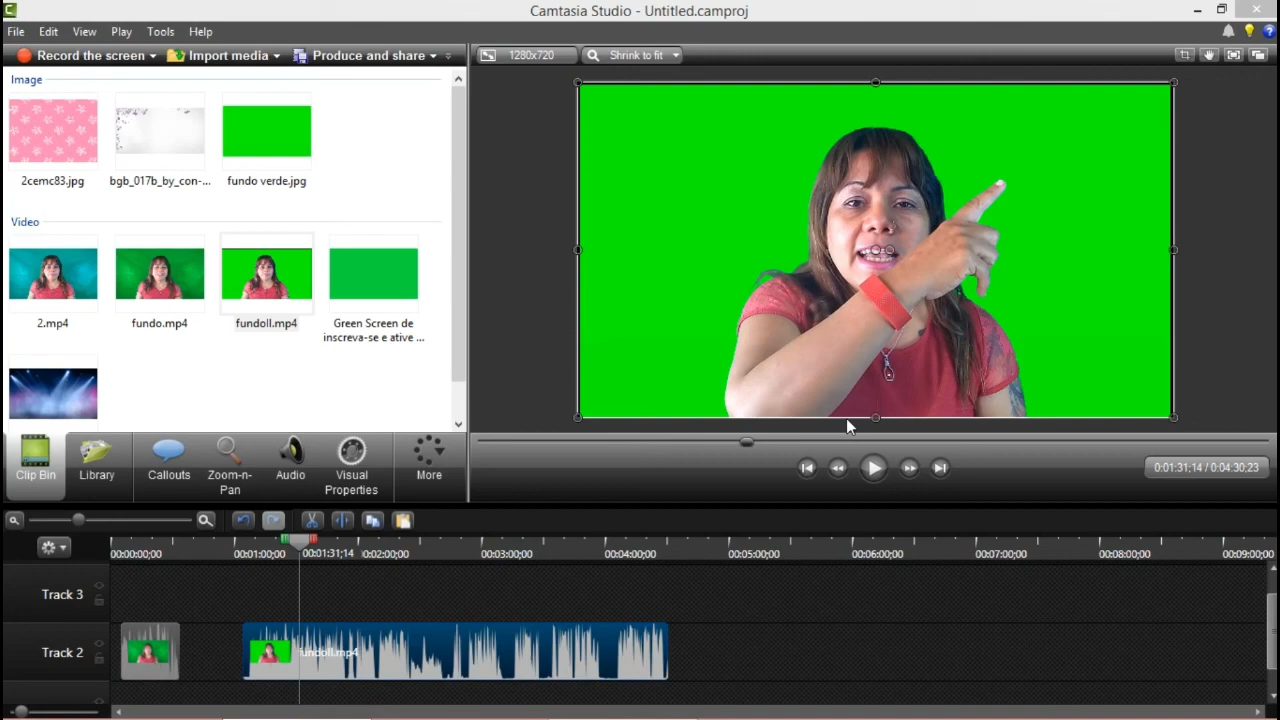 Camtasia Studio - Untitled.camproj
File Edit View Play Tools Help
Record the screen Import media Produce and share 1280x720 Shrink to fit
Image
2cemc83.jpg bgb_017b_by_con-... fundo verde.jpg
Video
2.mp4 fundo.mp4 fundoII.mp4 Green Screen de
inscreva-se e ative ...
Clip Bin Library Callouts Zoom-n-
Pan Audio Visual
Properties More
0:01:31;14 / 0:04:30;23
00:00:00;00 00:01:00;00 00:01:31;14 00:02:00;00 00:03:00;00 00:04:00;00 00:05:00;00 00:06:00;00 00:07:00;00 00:08:00;00 00:09:00;00
Track 3
Track 2 fundoII.mp4